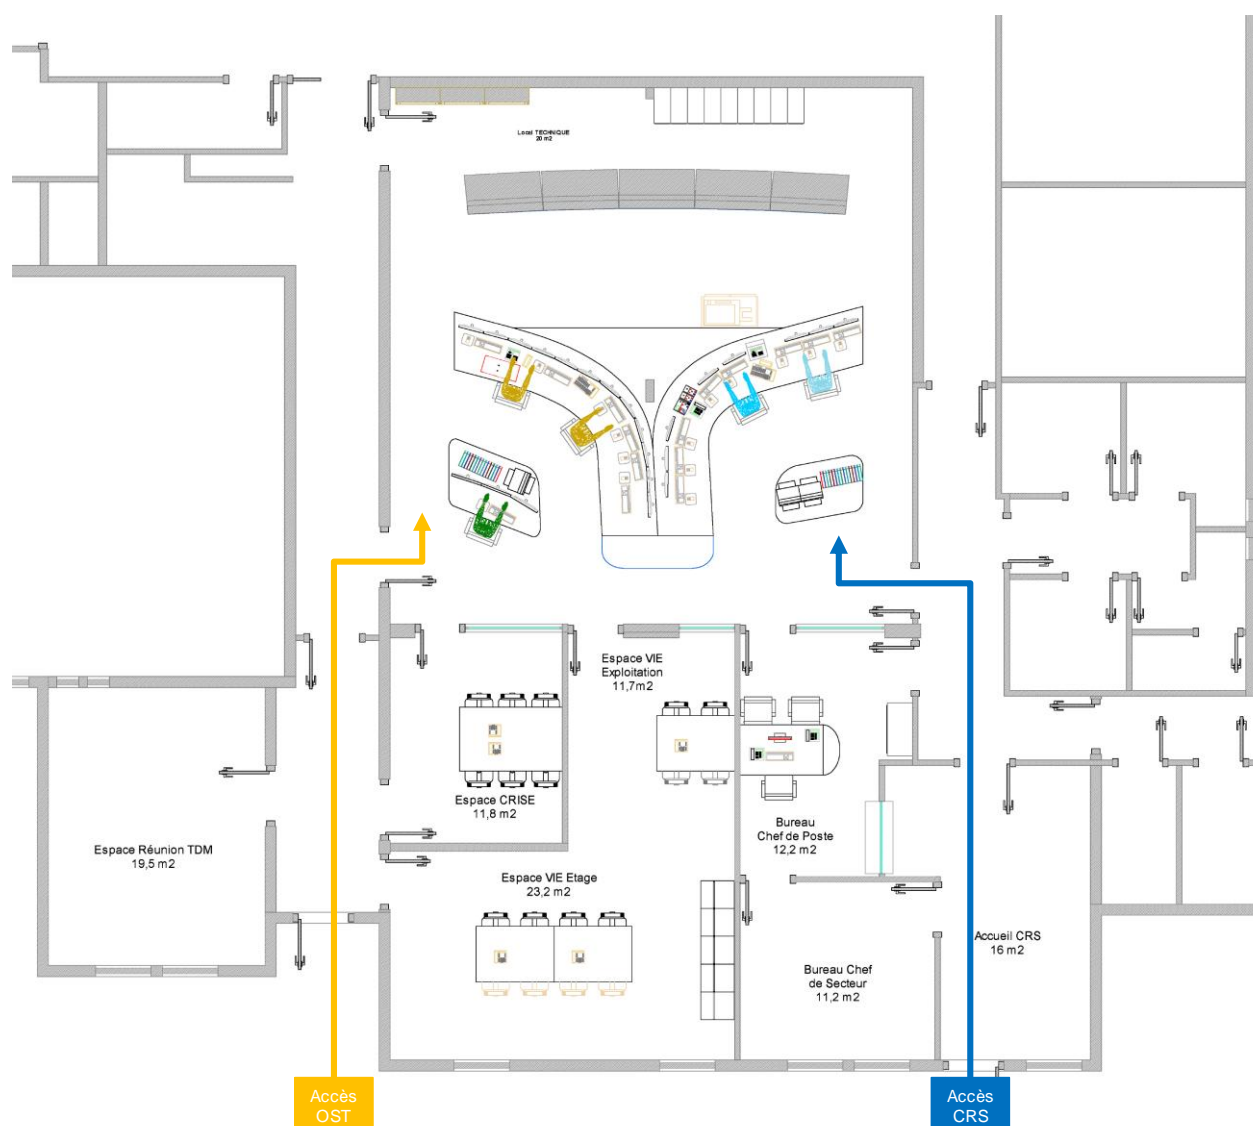 Local TECHNIQUE
20 m2
Espace VIE
Exploitation
11,7m2
Espace CRISE
11,8 m2
Bureau
Chef de Poste
12,2 m2
Espace Réunion TDM
19,5 m2
Espace VIE Etage
23,2 m2
Accueil CRS
16 m2
Bureau Chef
de Secteur
11,2 m2
Accès
OST
Accès
CRS